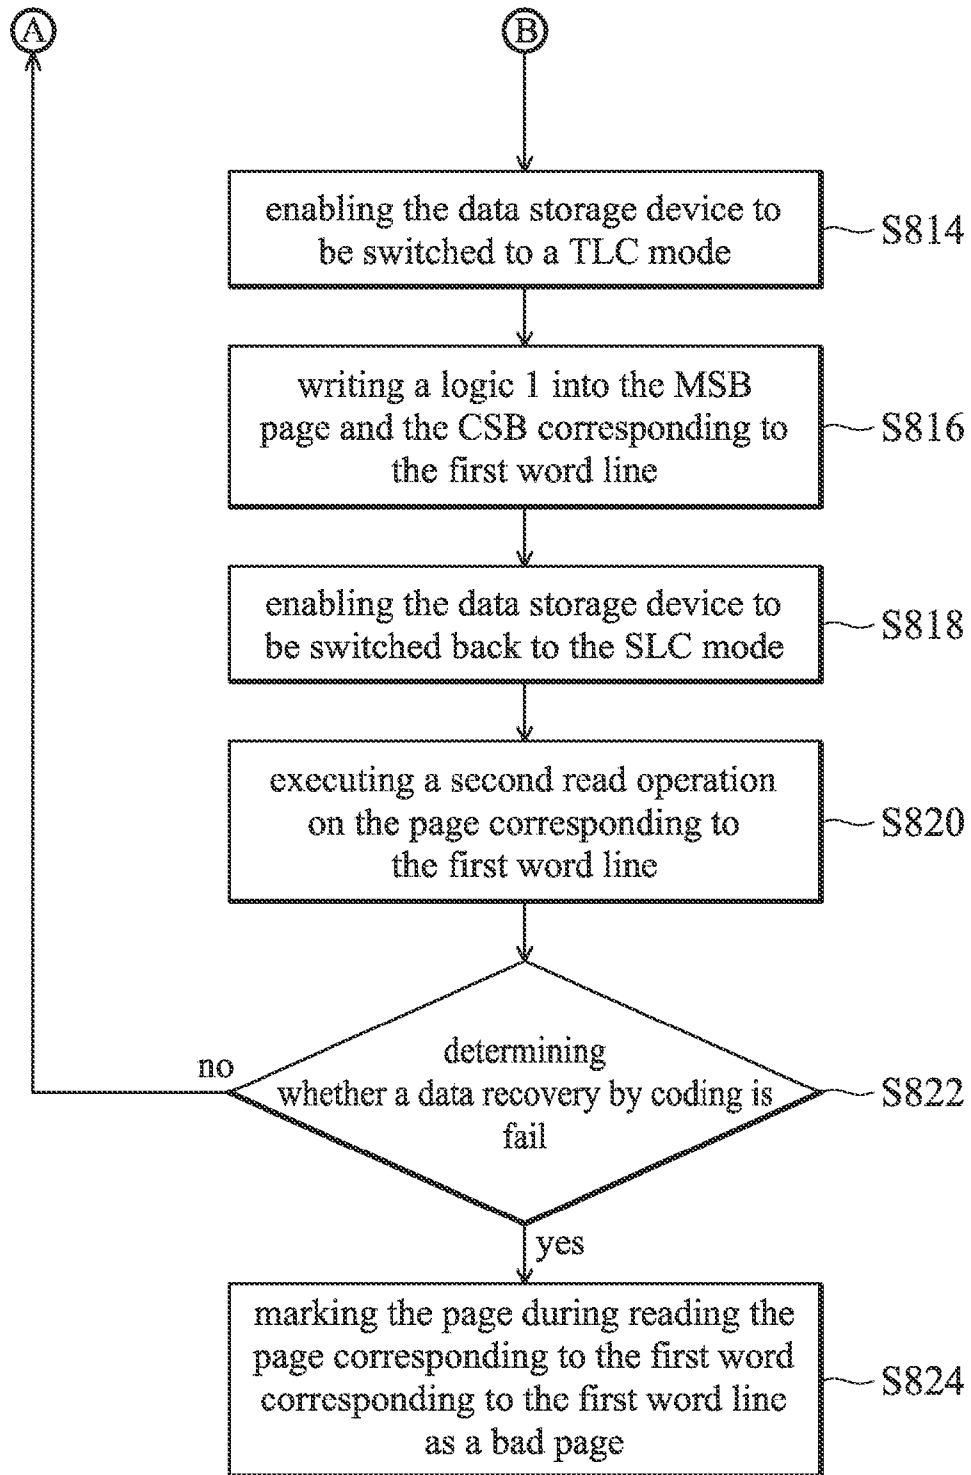 A
B
enabling the data storage device to
be switched to a TLC mode
S814
writing a logic 1 into the MSB
page and the CSB corresponding to
the first word line
S816
enabling the data storage device to
be switched back to the SLC mode
S818
executing a second read operation
on the page corresponding to
the first word line
S820
no
determining
whether a data recovery by coding is
fail
S822
yes
marking the page during reading the
page corresponding to the first word
corresponding to the first word line
as a bad page
S824